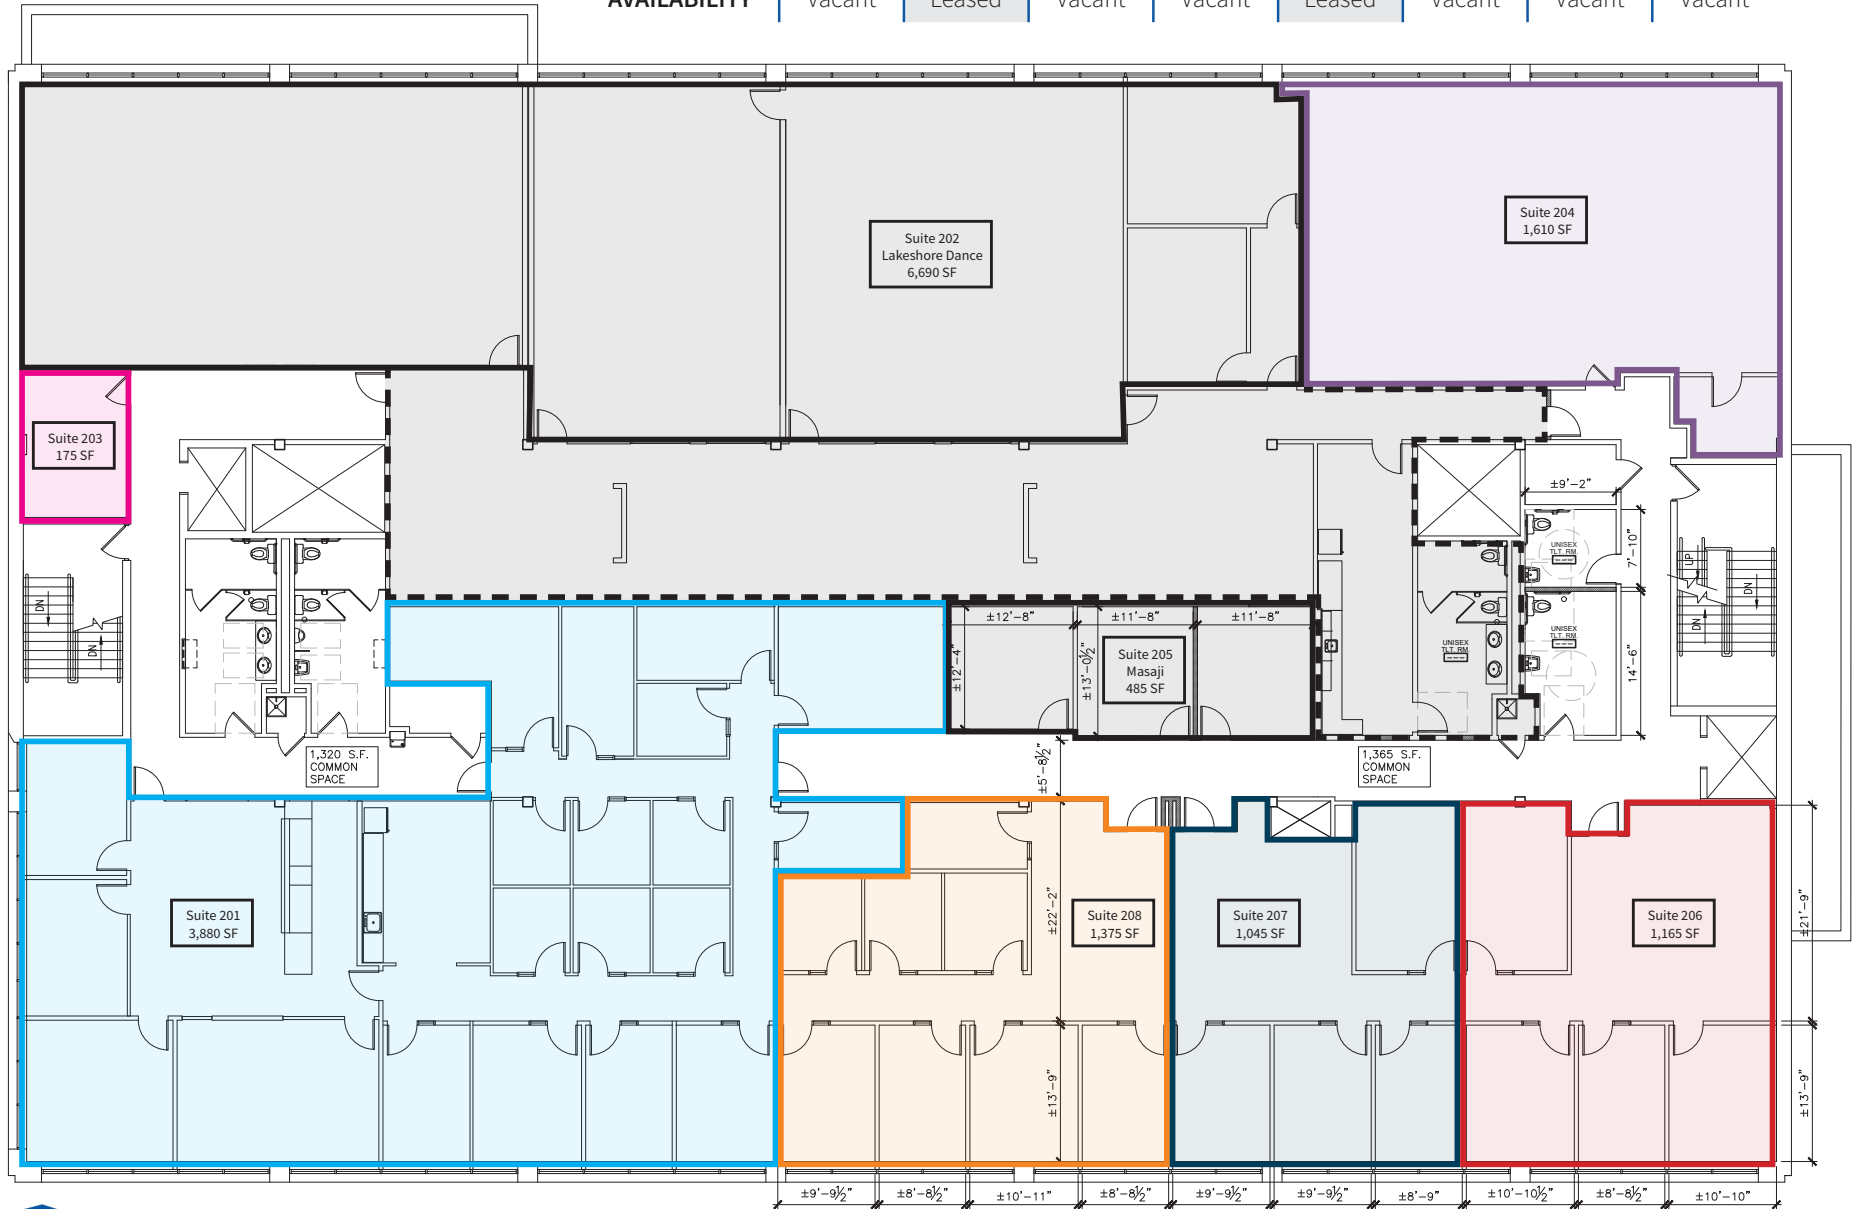 AVAILABILITY Vacant Leased Vacant Vacant Leased Vacant Vacant Vacant
Suite 202
Lakeshore Dance
6,690 SF
Suite 204
1,610 SF
Suite 203
175 SF
±9'-2"
UNISEX
TLT. RM.
7'-10"
UP
DN
DN
DN
DN
±12'-8"
±11'-8"
±11'-8"
±12'-4"
±13'-0½"
Suite 205
Masaji
485 SF
UNISEX
TLT. RM.
UNISEX
TLT. RM.
14'-6"
1,320 S.F.
COMMON
SPACE
±5'-8½"
1,365 S.F.
COMMON
SPACE
Suite 201
3,880 SF
±22'-2"
Suite 208
1,375 SF
Suite 207
1,045 SF
Suite 206
1,165 SF
±21'-9"
±13'-9"
±13'-9"
±9'-9½"
±8'-8½"
±10'-11"
±8'-8½"
±9'-9½"
±9'-9½"
±8'-9"
±10'-10½"
±8'-8½"
±10'-10"